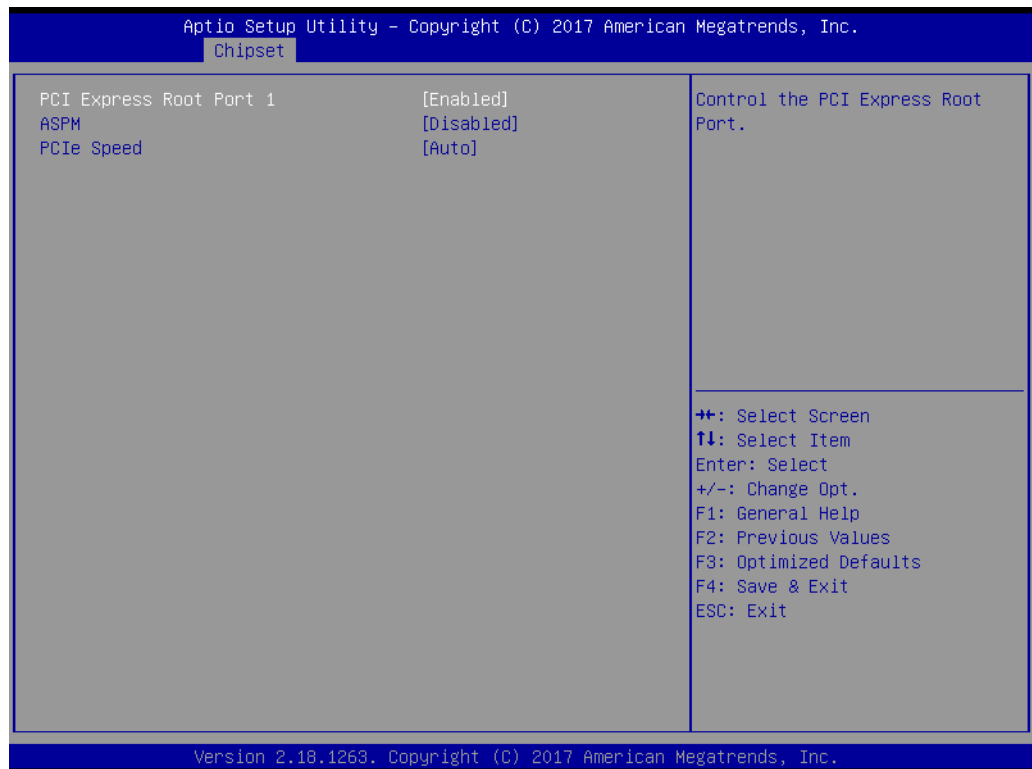 Aptio Setup Utility – Copyright (C) 2017 American Megatrends, Inc.
Chipset
PCI Express Root Port 1 [Enabled]
ASPM [Disabled]
PCIe Speed [Auto]
Control the PCI Express Root
Port.
→←: Select Screen
↑↓: Select Item
Enter: Select
+/-: Change Opt.
F1: General Help
F2: Previous Values
F3: Optimized Defaults
F4: Save & Exit
ESC: Exit
Version 2.18.1263. Copyright (C) 2017 American Megatrends, Inc.